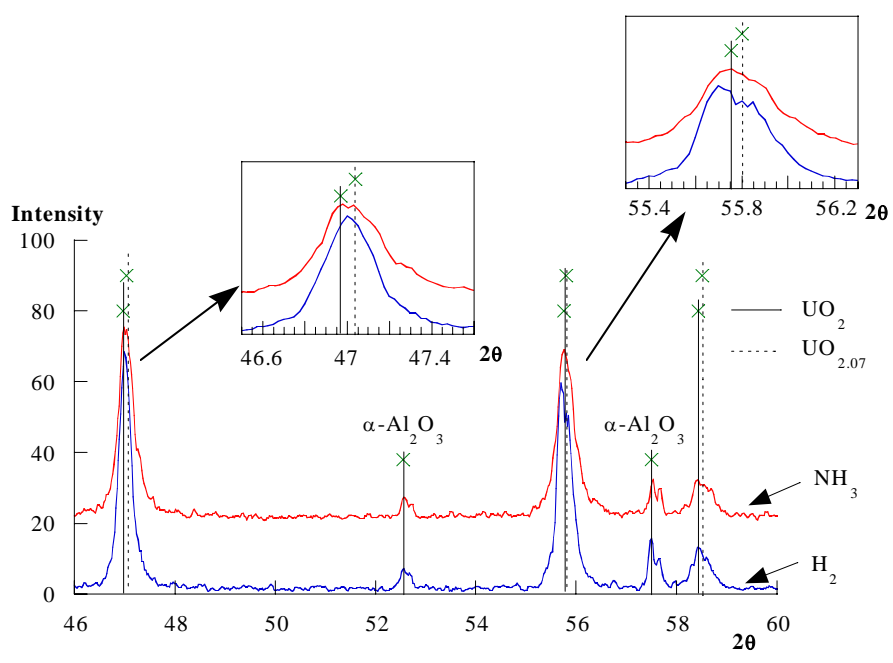 55.4 55.8 56.2 2θ
Intensity
100
80
60
40
20
0
46.6 47 47.4 2θ
UO2
UO2.07
α-Al2O3
α-Al2O3
NH3
H2
46 48 50 52 54 56 58 60
2θ